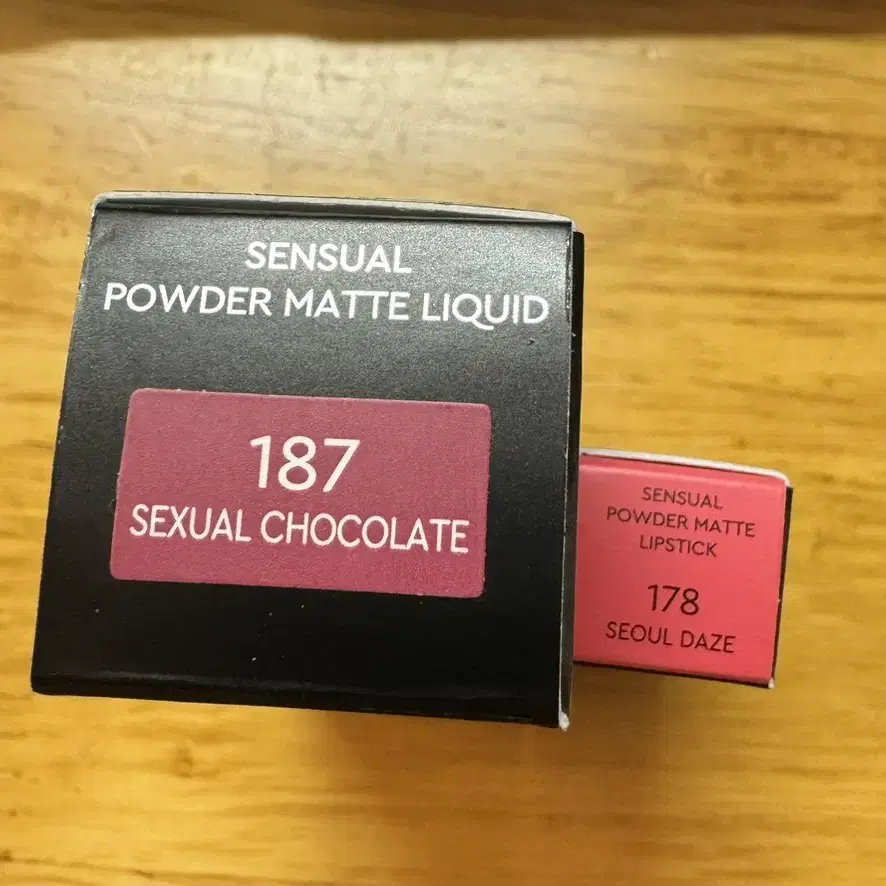 SENSUAL
POWDER MATTE LIQUID
187
SEXUAL CHOCOLATE
SENSUAL
POWDER MATTE
LIPSTICK
178
SEOUL DAZE